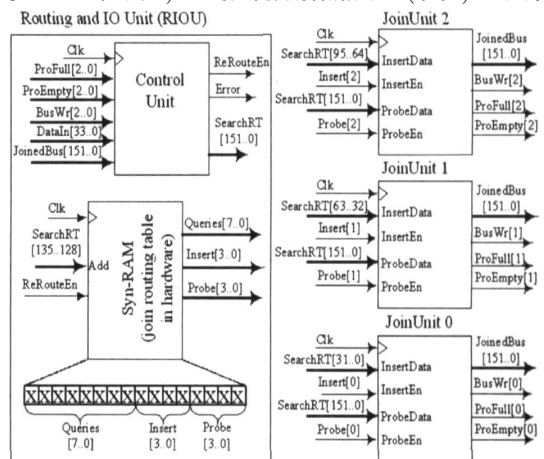 Routing and IO Unit (RIOU)
Clk
ProFull[2..0]
ProEmpty[2..0]
BusWr[2..0]
DataIn[33..0]
JoinedBus[151..0]
Control
Unit
ReRouteEn
Error
SearchRT
[151..0]
Clk
SearchRT
[135..128]
Add
ReRouteEn
Syn-RAM
(join routing table
in hardware)
Queries[7..0]
Insert[3..0]
Probe[3..0]
X X X X X X X X X X X X X X X X
Queries
[7..0]
Insert
[3..0]
Probe
[3..0]
JoinUnit 2
Clk
SearchRT[95..64]
Insert[2]
SearchRT[151..0]
Probe[2]
InsertData
InsertEn
ProbeData
ProbeEn
JoinedBus
[151..0]
BusWr[2]
ProFull[2]
ProEmpty[2]
JoinUnit 1
Clk
SearchRT[63..32]
Insert[1]
SearchRT[151..0]
Probe[1]
InsertData
InsertEn
ProbeData
ProbeEn
JoinedBus
[151..0]
BusWr[1]
ProFull[1]
ProEmpty[1]
JoinUnit 0
Clk
SearchRT[31..0]
Insert[0]
SearchRT[151..0]
Probe[0]
InsertData
InsertEn
ProbeData
ProbeEn
JoinedBus
[151..0]
BusWr[0]
ProFull[0]
ProEmpty[0]